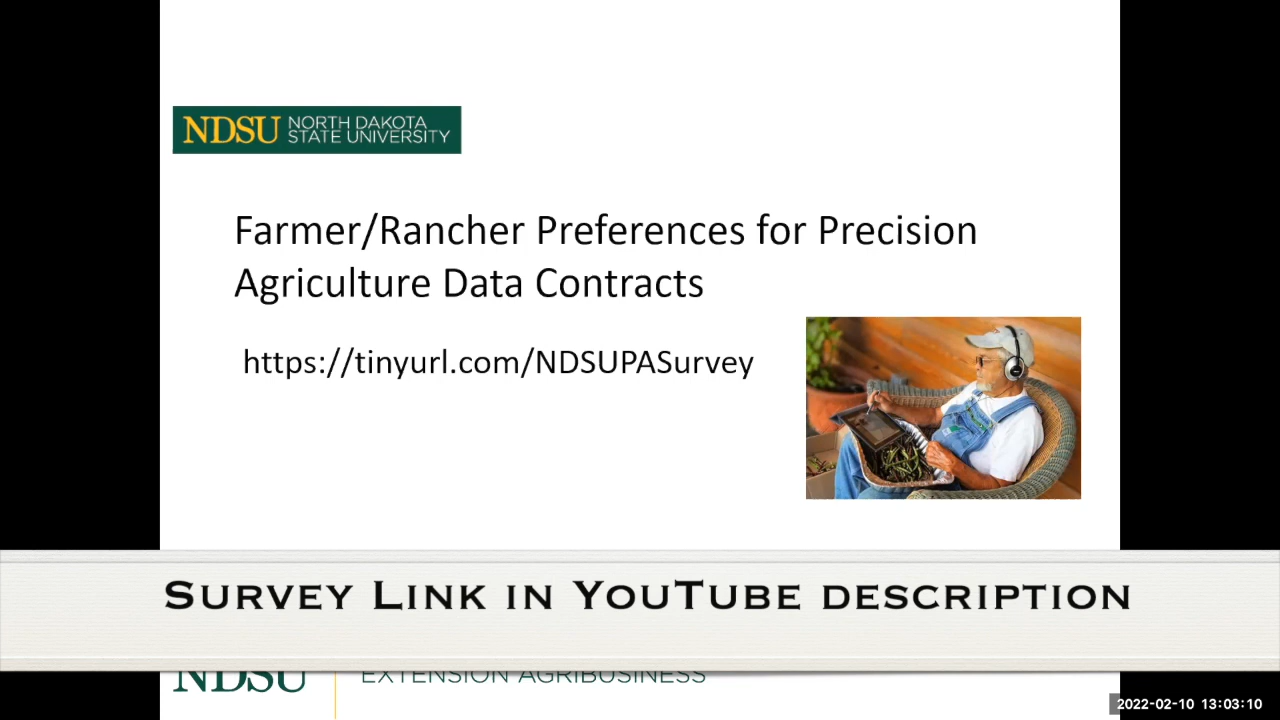 NDSU NORTH DAKOTA
STATE UNIVERSITY
Farmer/Rancher Preferences for Precision
Agriculture Data Contracts
https://tinyurl.com/NDSUPASurvey
SURVEY LINK IN YOUTUBE DESCRIPTION
NDSU EXTENSION AGRIBUSINESS
2022-02-10 13:03:10